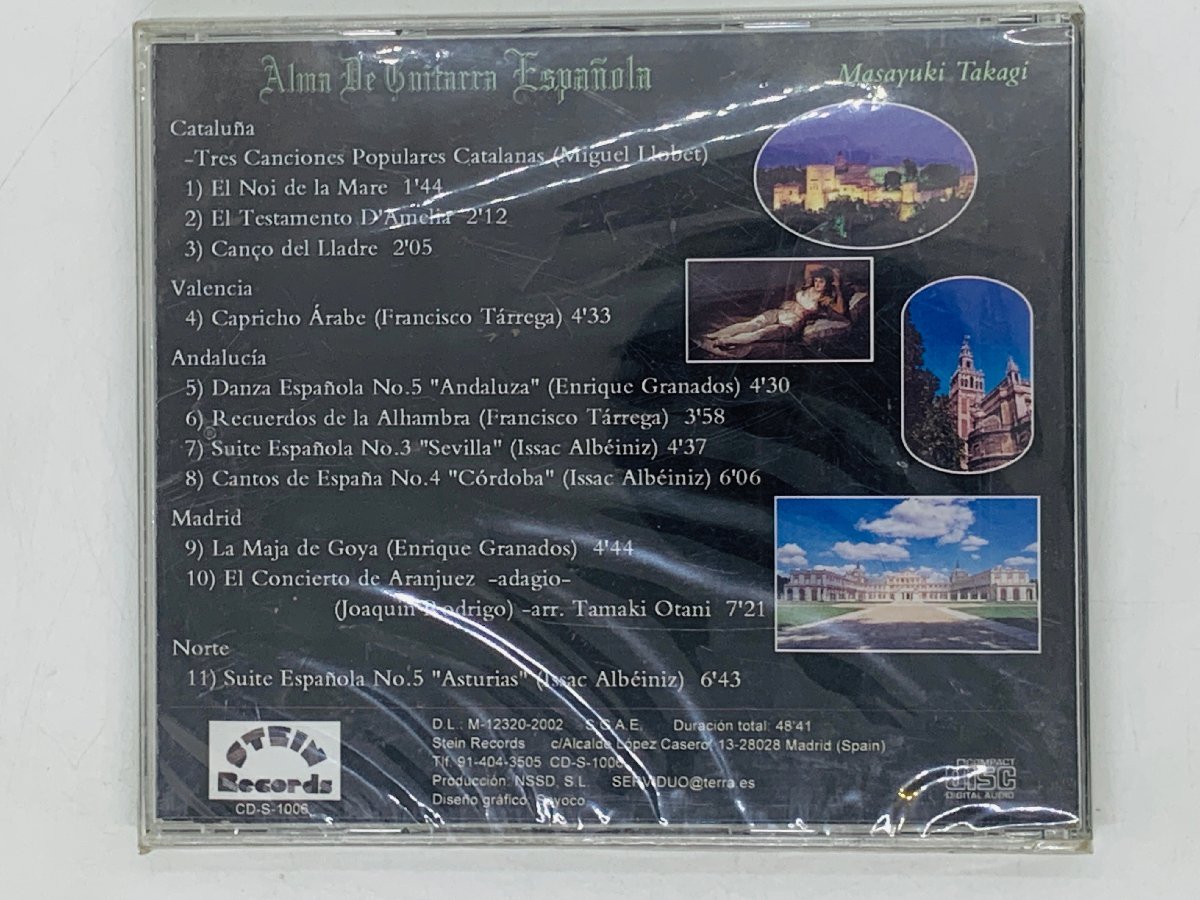 Alma De Guitarra Española
Masayuki Takagi
Cataluña
-Tres Canciones Populares Catalanas (Miguel Llobet)
1) El Noi de la Mare 1'44
2) El Testamento D'Amelia 2'12
3) Canço del Lladre 2'05
Valencia
4) Capricho Árabe (Francisco Tárrega) 4'33
Andalucía
5) Danza Española No.5 "Andaluza" (Enrique Granados) 4'30
6) Recuerdos de la Alhambra (Francisco Tárrega) 3'58
7) Suite Española No.3 "Sevilla" (Issac Albéiniz) 4'37
8) Cantos de España No.4 "Córdoba" (Issac Albéiniz) 6'06
Madrid
9) La Maja de Goya (Enrique Granados) 4'44
10) El Concierto de Aranjuez -adagio-
(Joaquín Rodrigo) -arr. Tamaki Otani 7'21
Norte
11) Suite Española No.5 "Asturias" (Issac Albéiniz) 6'43
STEIN
Records
CD-S-1006
D.L.: M-12320-2002 S.G.A.E. Duración total: 48'41
Stein Records c/Alcalde López Casero, 13-28028 Madrid (Spain)
Tlf. 91-404-3505 CD-S-1006
Producción: NSSD, S.L. SERVIDUO@terra.es
Diseño gráfico: Sayoco
COMPACT
disc
DIGITAL AUDIO